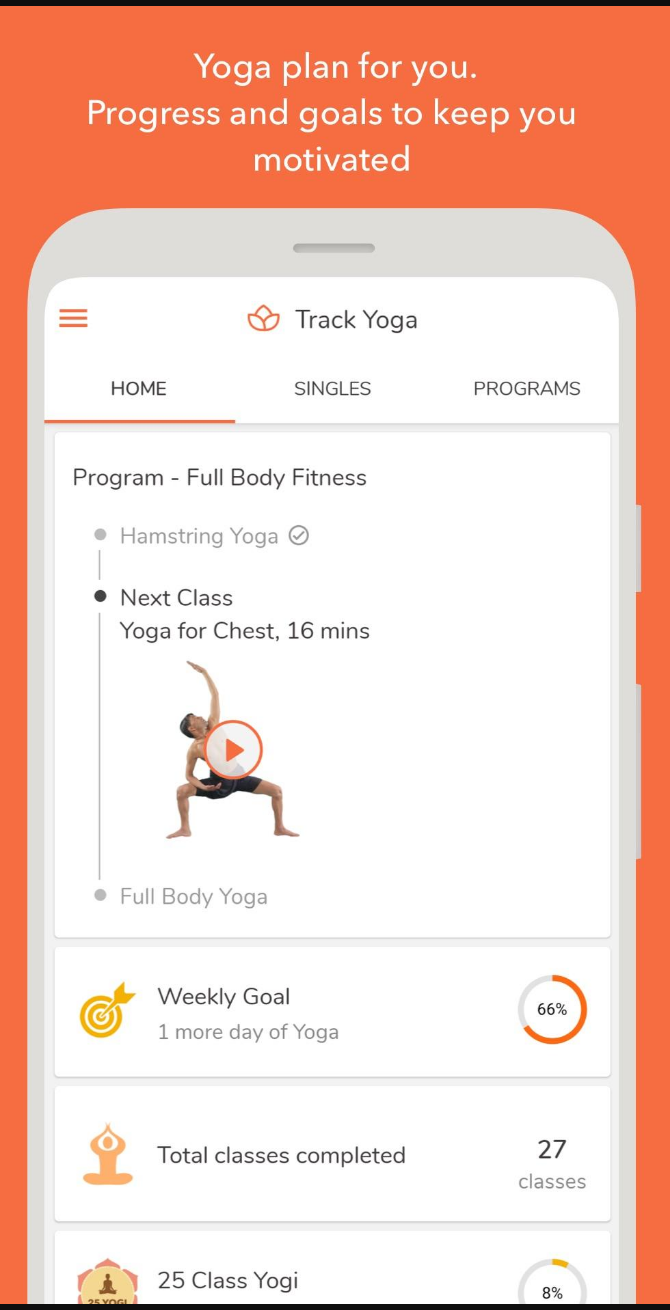 Yoga plan for you.
Progress and goals to keep you
motivated
Track Yoga
HOME SINGLES PROGRAMS
Program - Full Body Fitness
Hamstring Yoga
Next Class
Yoga for Chest, 16 mins
Full Body Yoga
Weekly Goal
1 more day of Yoga
66%
Total classes completed
27
classes
25 Class Yogi
8%
25 YOGI